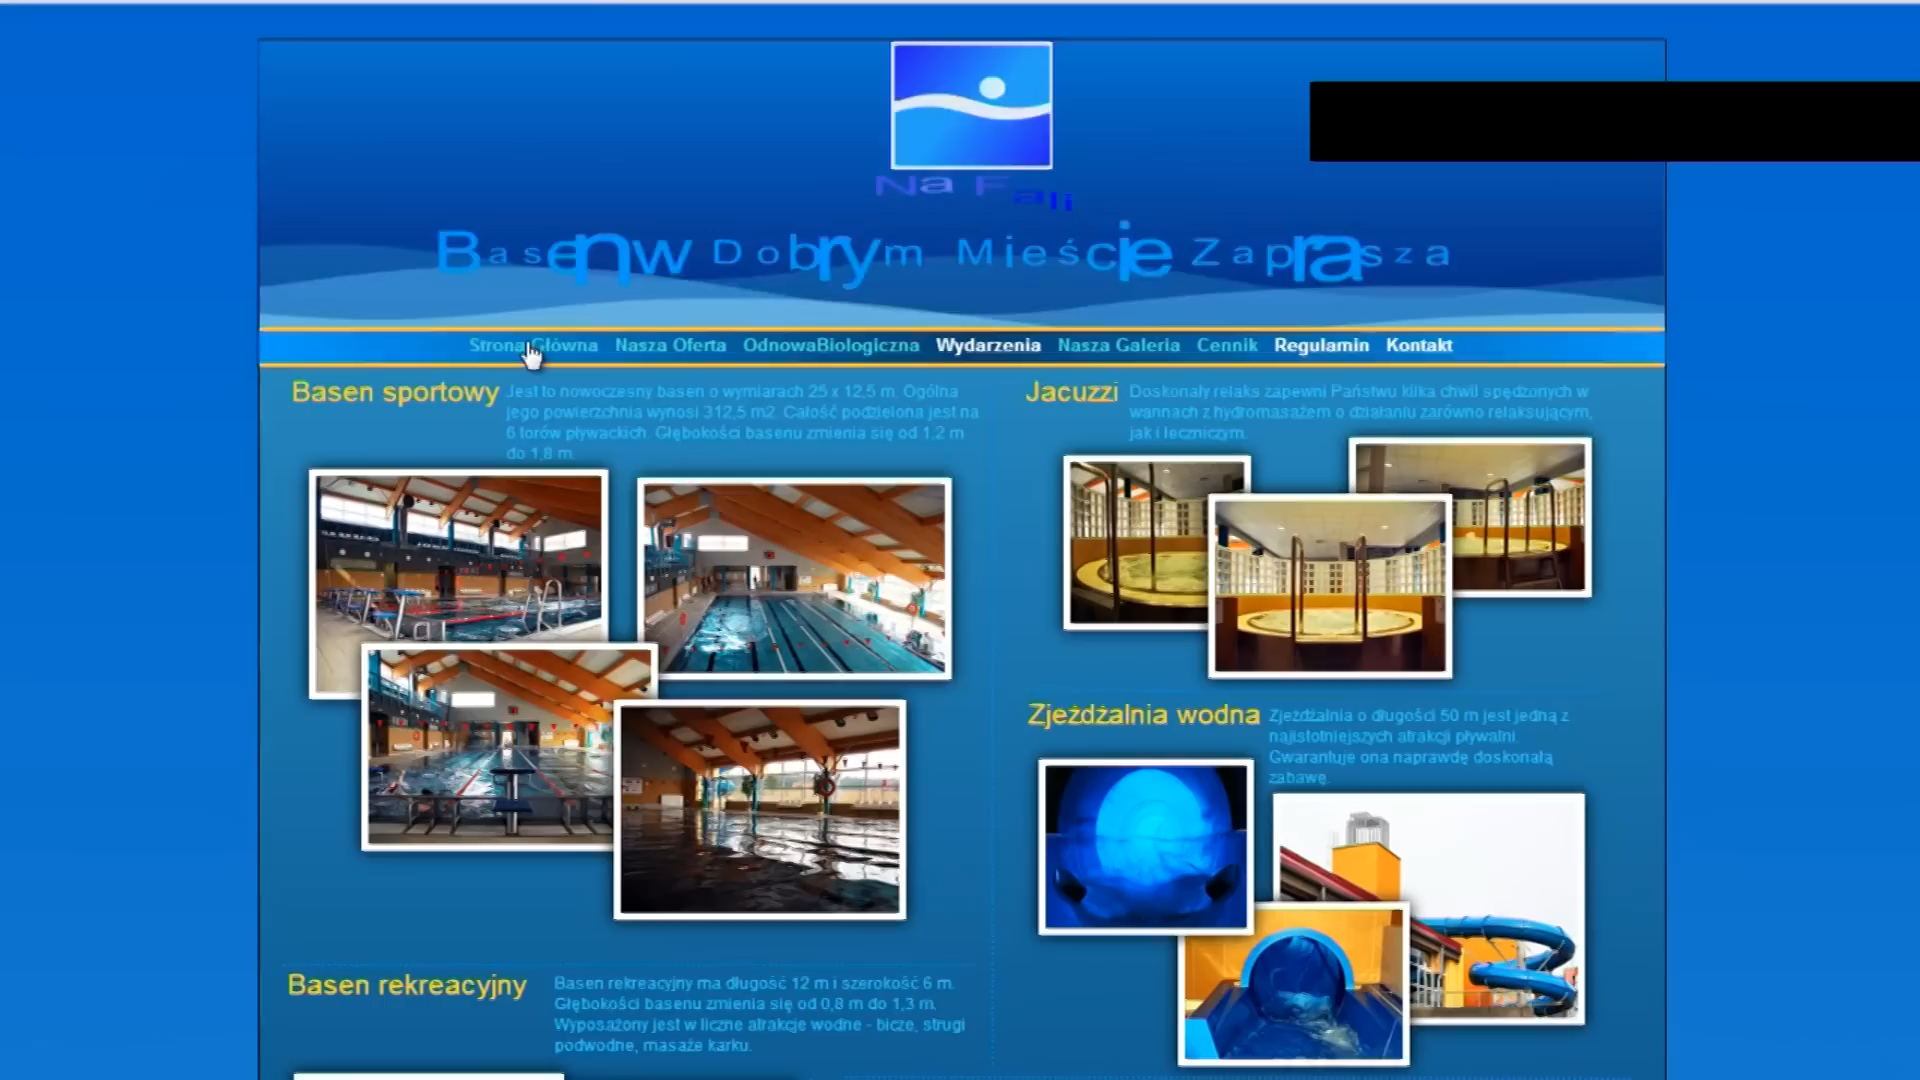 Na Fali
Basen w Dobrym Mieście Zaprasza
Strona Główna Nasza Oferta OdnowaBiologiczna Wydarzenia Nasza Galeria Cennik Regulamin Kontakt
Basen sportowy
Jest to nowoczesny basen o wymiarach 25 x 12,5 m. Ogólna
jego powierzchnia wynosi 312,5 m2. Całość podzielona jest na
6 torów pływackich. Głębokości basenu zmienia się od 1,2 m
do 1,8 m.
Jacuzzi
Doskonały relaks zapewni Państwu kilka chwil spędzonych w
wannach z hydromasażem o działaniu zarówno relaksującym,
jak i leczniczym.
Zjeżdżalnia wodna
Zjeżdżalnia o długości 50 m jest jedną z
najistotniejszych atrakcji pływalni.
Gwarantuje ona naprawdę doskonałą
zabawę.
Basen rekreacyjny
Basen rekreacyjny ma długość 12 m i szerokość 6 m.
Głębokości basenu zmienia się od 0,8 m do 1,3 m.
Wyposażony jest w liczne atrakcje wodne - bicze, strugi
podwodne, masaże karku.